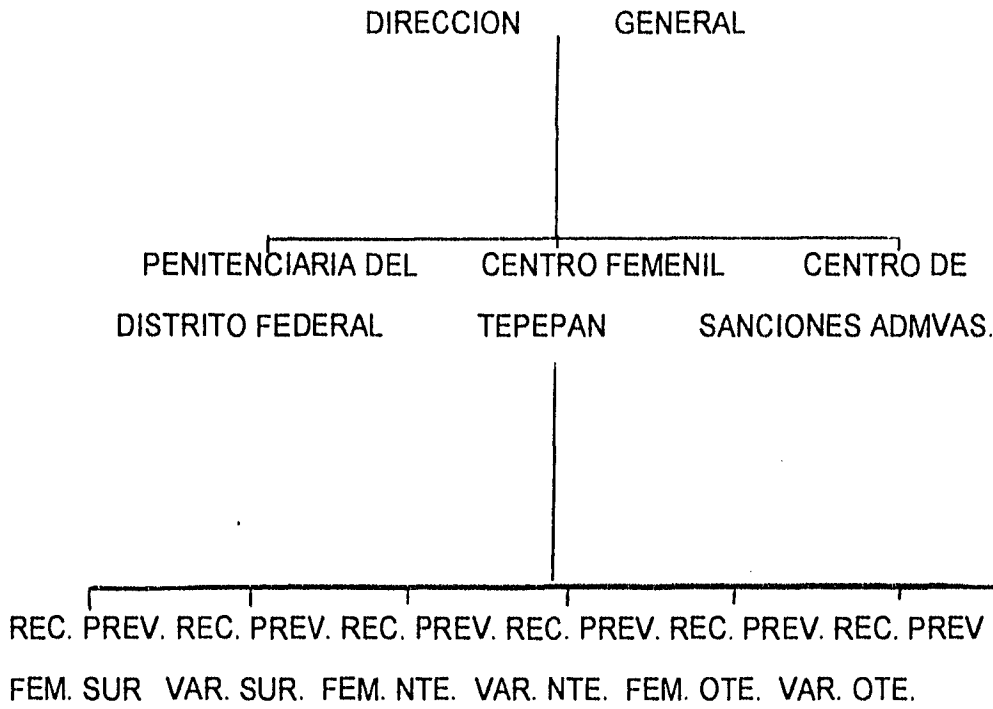 DIRECCION GENERAL
PENITENCIARIA DEL CENTRO FEMENIL CENTRO DE
DISTRITO FEDERAL TEPEPAN SANCIONES ADMVAS.
REC. PREV. REC. PREV. REC. PREV. REC. PREV. REC. PREV. REC. PREV
FEM. SUR VAR. SUR. FEM. NTE. VAR. NTE. FEM. OTE. VAR. OTE.